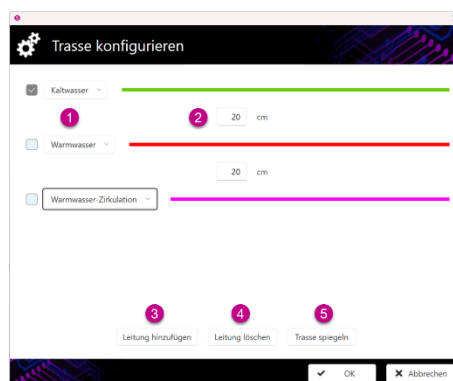 Trasse konfigurieren
Kaltwasser
1
2
20 cm
Warmwasser
20 cm
Warmwasser-Zirkulation
3
4
5
Leitung hinzufügen
Leitung löschen
Trasse spiegeln
OK
Abbrechen